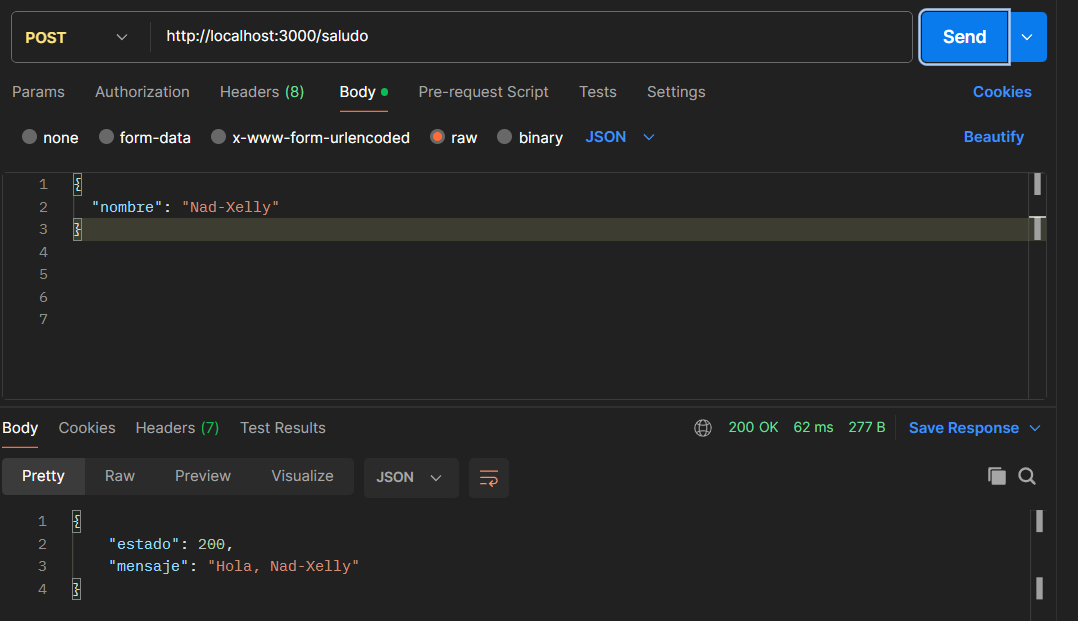 POST http://localhost:3000/saludo Send
Params Authorization Headers (8) Body Pre-request Script Tests Settings Cookies
none form-data x-www-form-urlencoded raw binary JSON Beautify
1 {
2 "nombre": "Nad-Xelly"
3 }
4
5
6
7
Body Cookies Headers (7) Test Results 200 OK 62 ms 277 B Save Response
Pretty Raw Preview Visualize JSON
1 {
2 "estado": 200,
3 "mensaje": "Hola, Nad-Xelly"
4 }